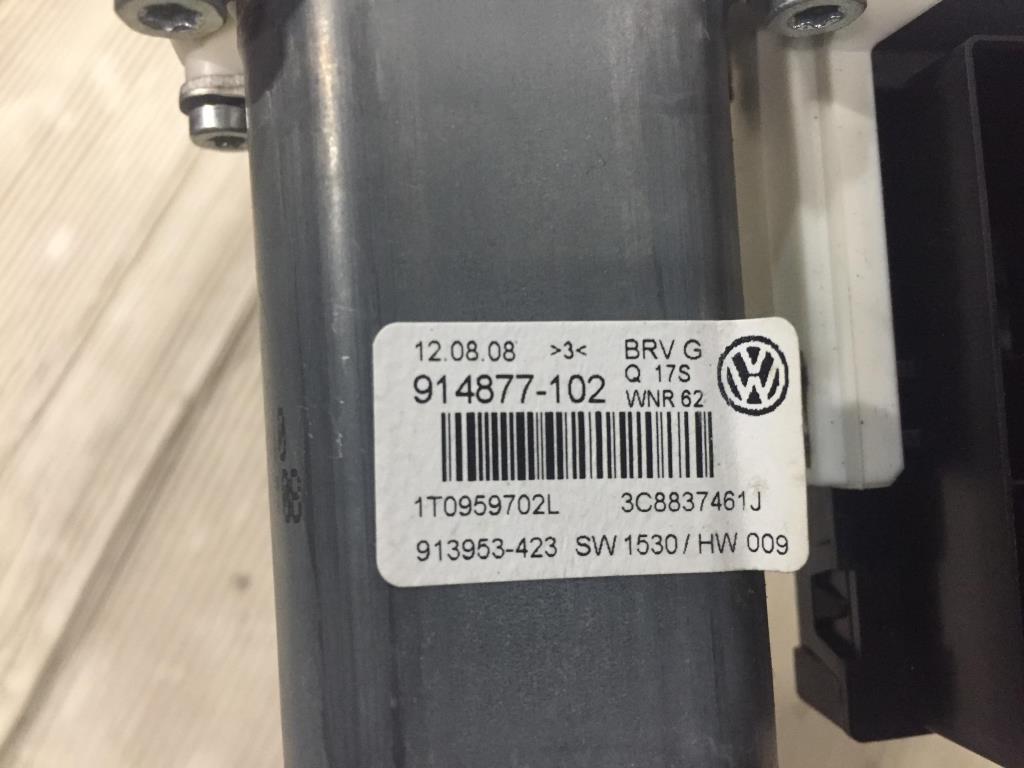 12.08.08 >3< BRV G
Q 17S
914877-102 WNR 62
1T0959702L 3C8837461J
913953-423 SW 1530 / HW 009